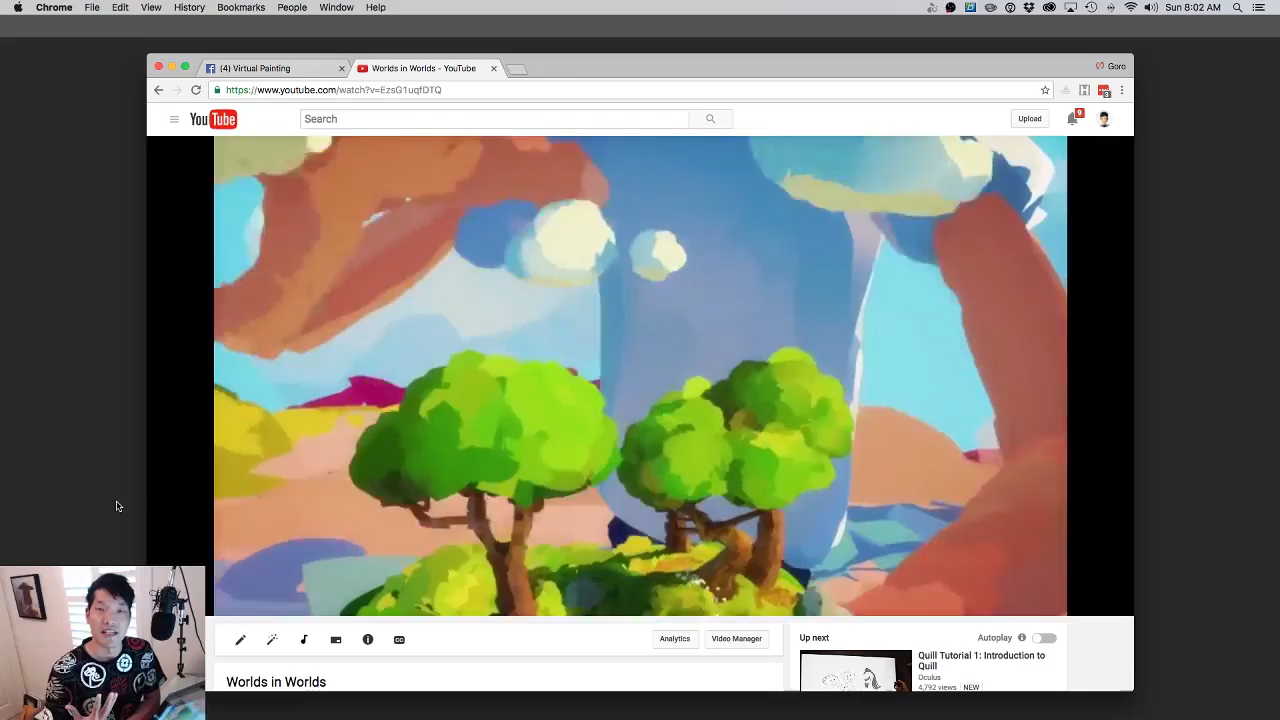 Chrome File Edit View History Bookmarks People Window Help Sun 8:02 AM
(4) Virtual Painting Worlds in Worlds - YouTube Goro
https://www.youtube.com/watch?v=EzsG1uqfDTQ
YouTube Search Upload 9
Analytics Video Manager Up next Autoplay
Quill Tutorial 1: Introduction to
Quill
Oculus
4,792 views NEW
Worlds in Worlds